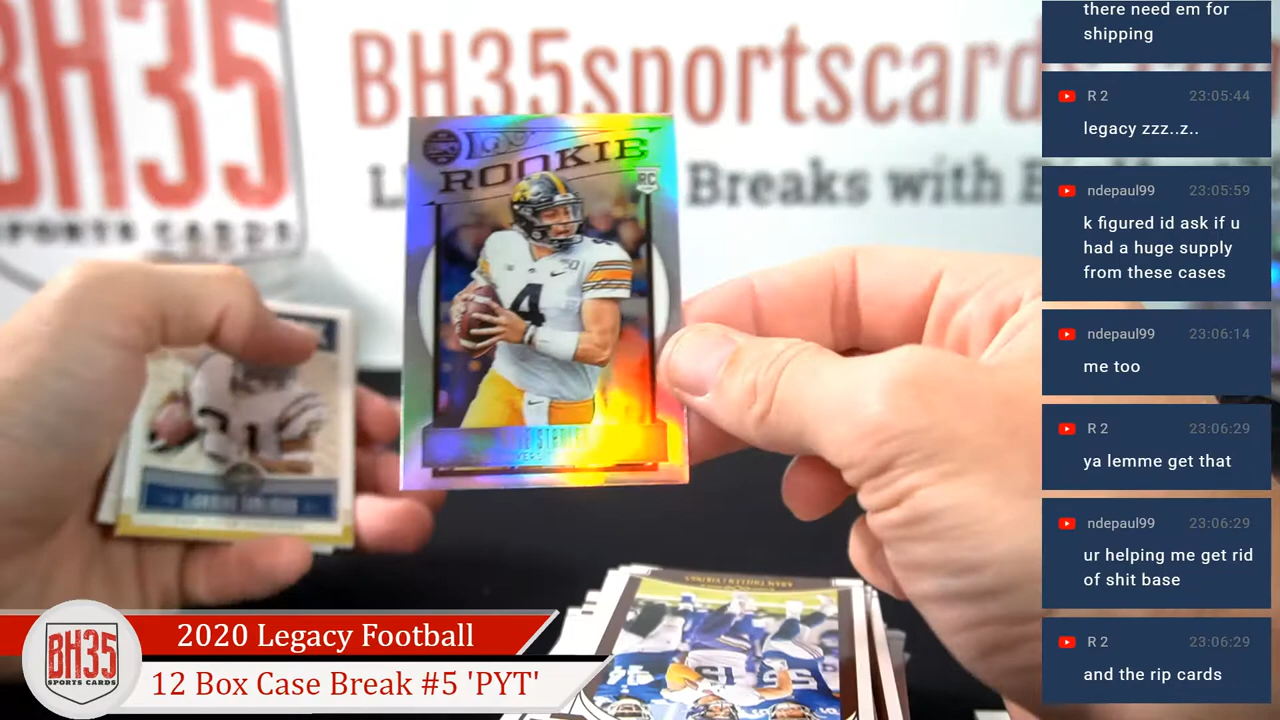 BH35
SPORTS CARDS
BH35sportscards
Breaks with
ROOKIE
RC
4
there need em for
shipping
R 2 23:05:44
legacy zzz..z..
ndepaul99 23:05:59
k figured id ask if u
had a huge supply
from these cases
ndepaul99 23:06:14
me too
R 2 23:06:29
ya lemme get that
ndepaul99 23:06:29
ur helping me get rid
of shit base
R 2 23:06:29
and the rip cards
BH35
SPORTS CARDS
2020 Legacy Football
12 Box Case Break #5 'PYT'